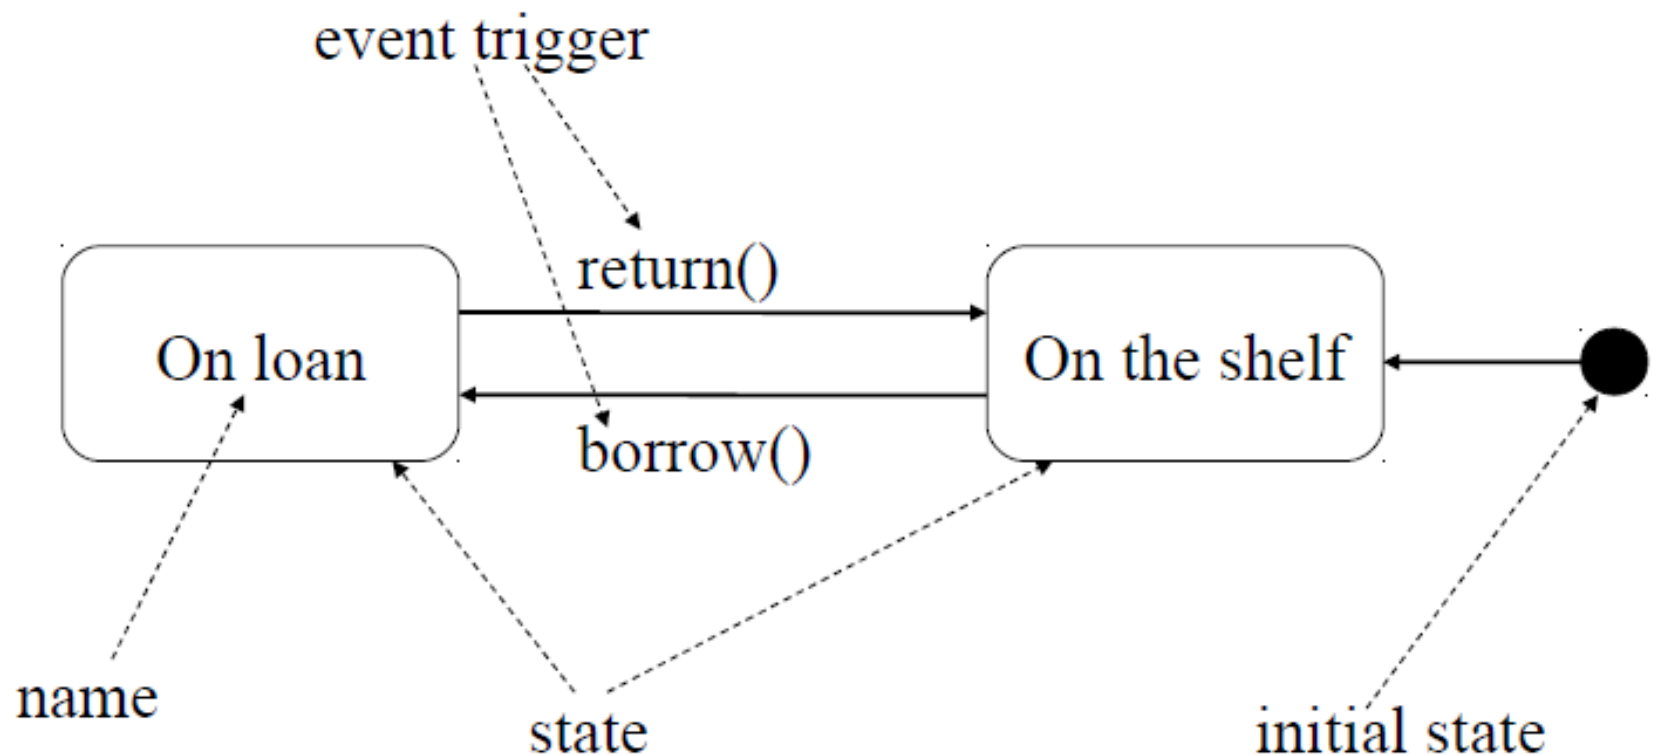 event trigger
return()
On loan
On the shelf
borrow()
name
state
initial state